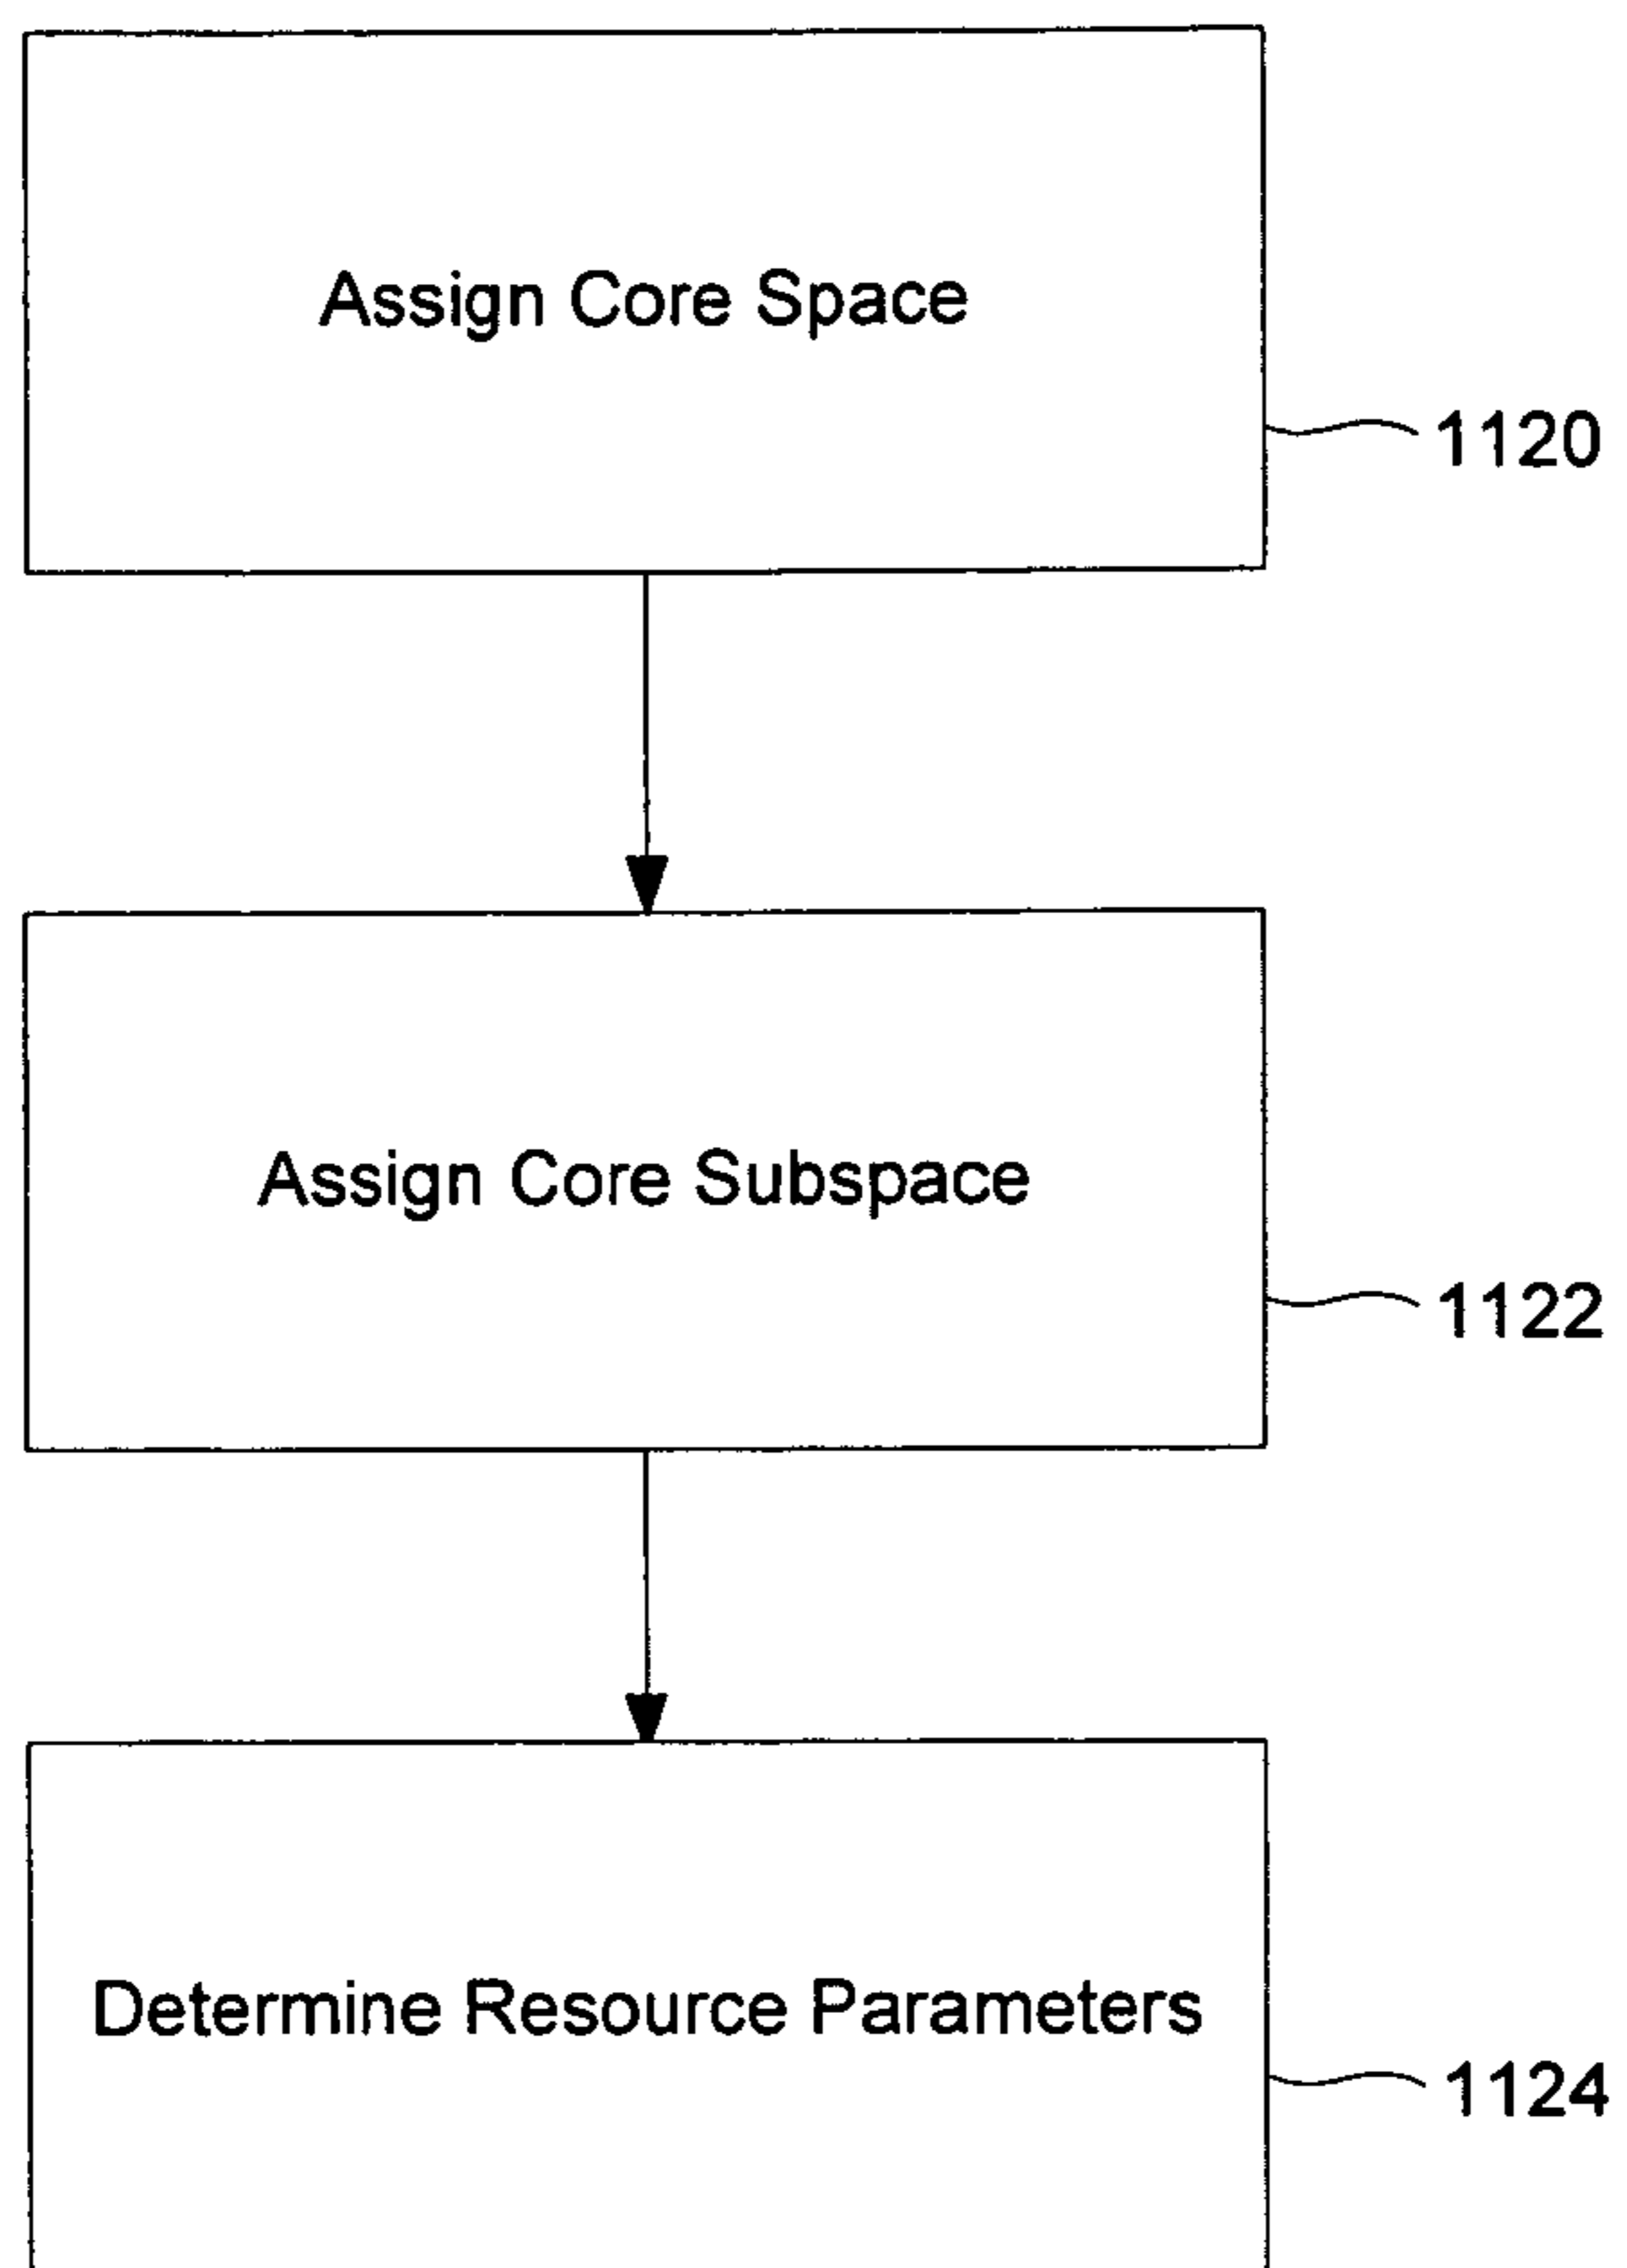 Assign Core Space
1120
Assign Core Subspace
1122
Determine Resource Parameters
1124